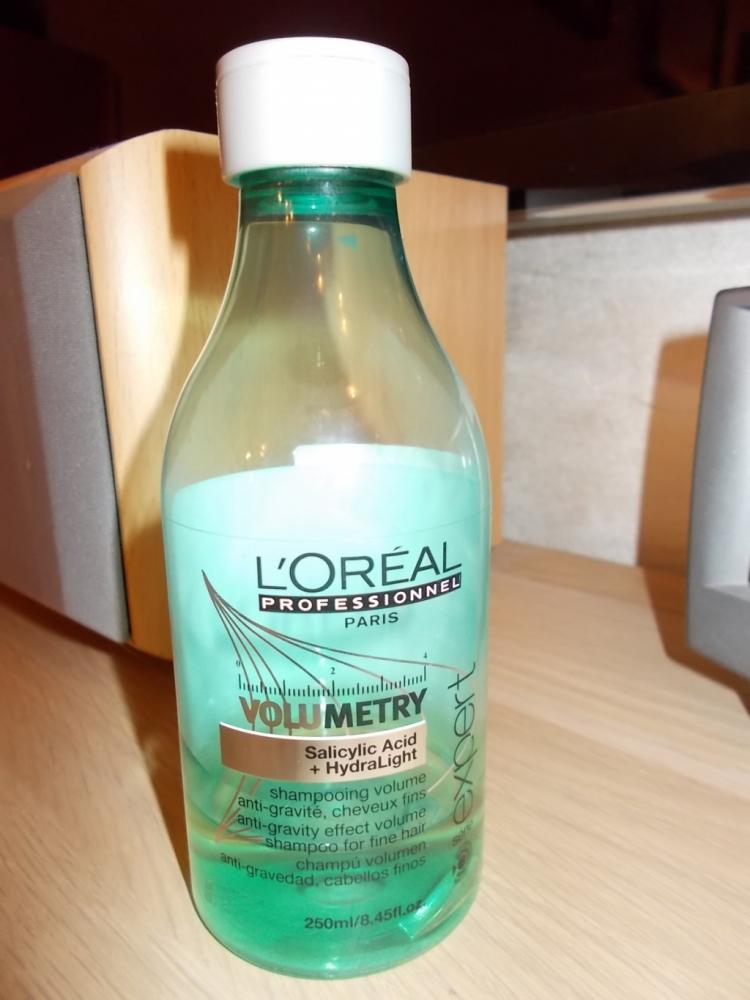 L'ORÉAL
PROFESSIONNEL
PARIS
0 2 4
VOLUMETRY
Salicylic Acid
+ HydraLight
shampooing volume
anti-gravité, cheveux fins
anti-gravity effect volume
shampoo for fine hair
champú volumen
anti-gravedad, cabellos finos
250ml/8.45fl.oz.
série expert